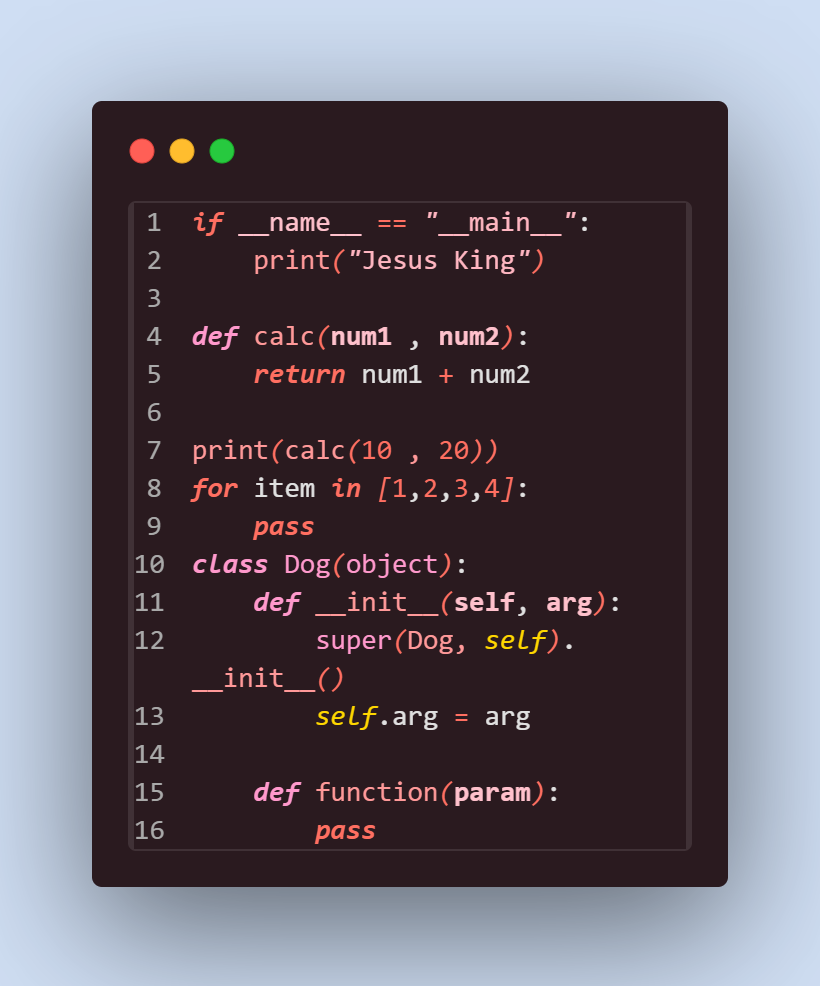 1 if __name__ == "__main__":
2     print("Jesus King")
3
4 def calc(num1 , num2):
5     return num1 + num2
6
7 print(calc(10 , 20))
8 for item in [1,2,3,4]:
9     pass
10 class Dog(object):
11     def __init__(self, arg):
12         super(Dog, self).
__init__()
13         self.arg = arg
14
15     def function(param):
16         pass